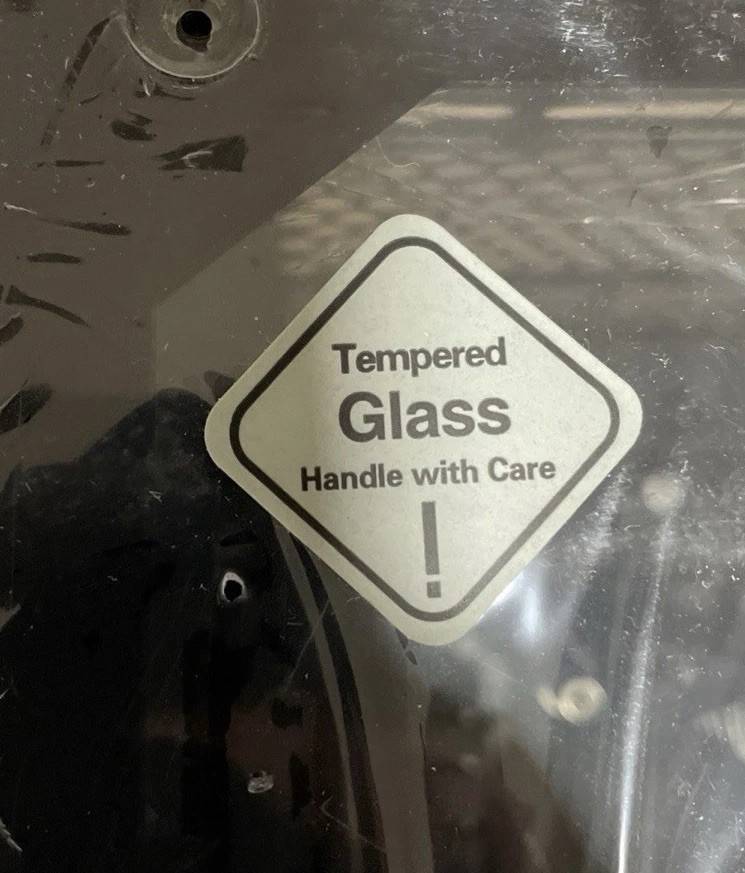 Tempered
Glass
Handle with Care
!